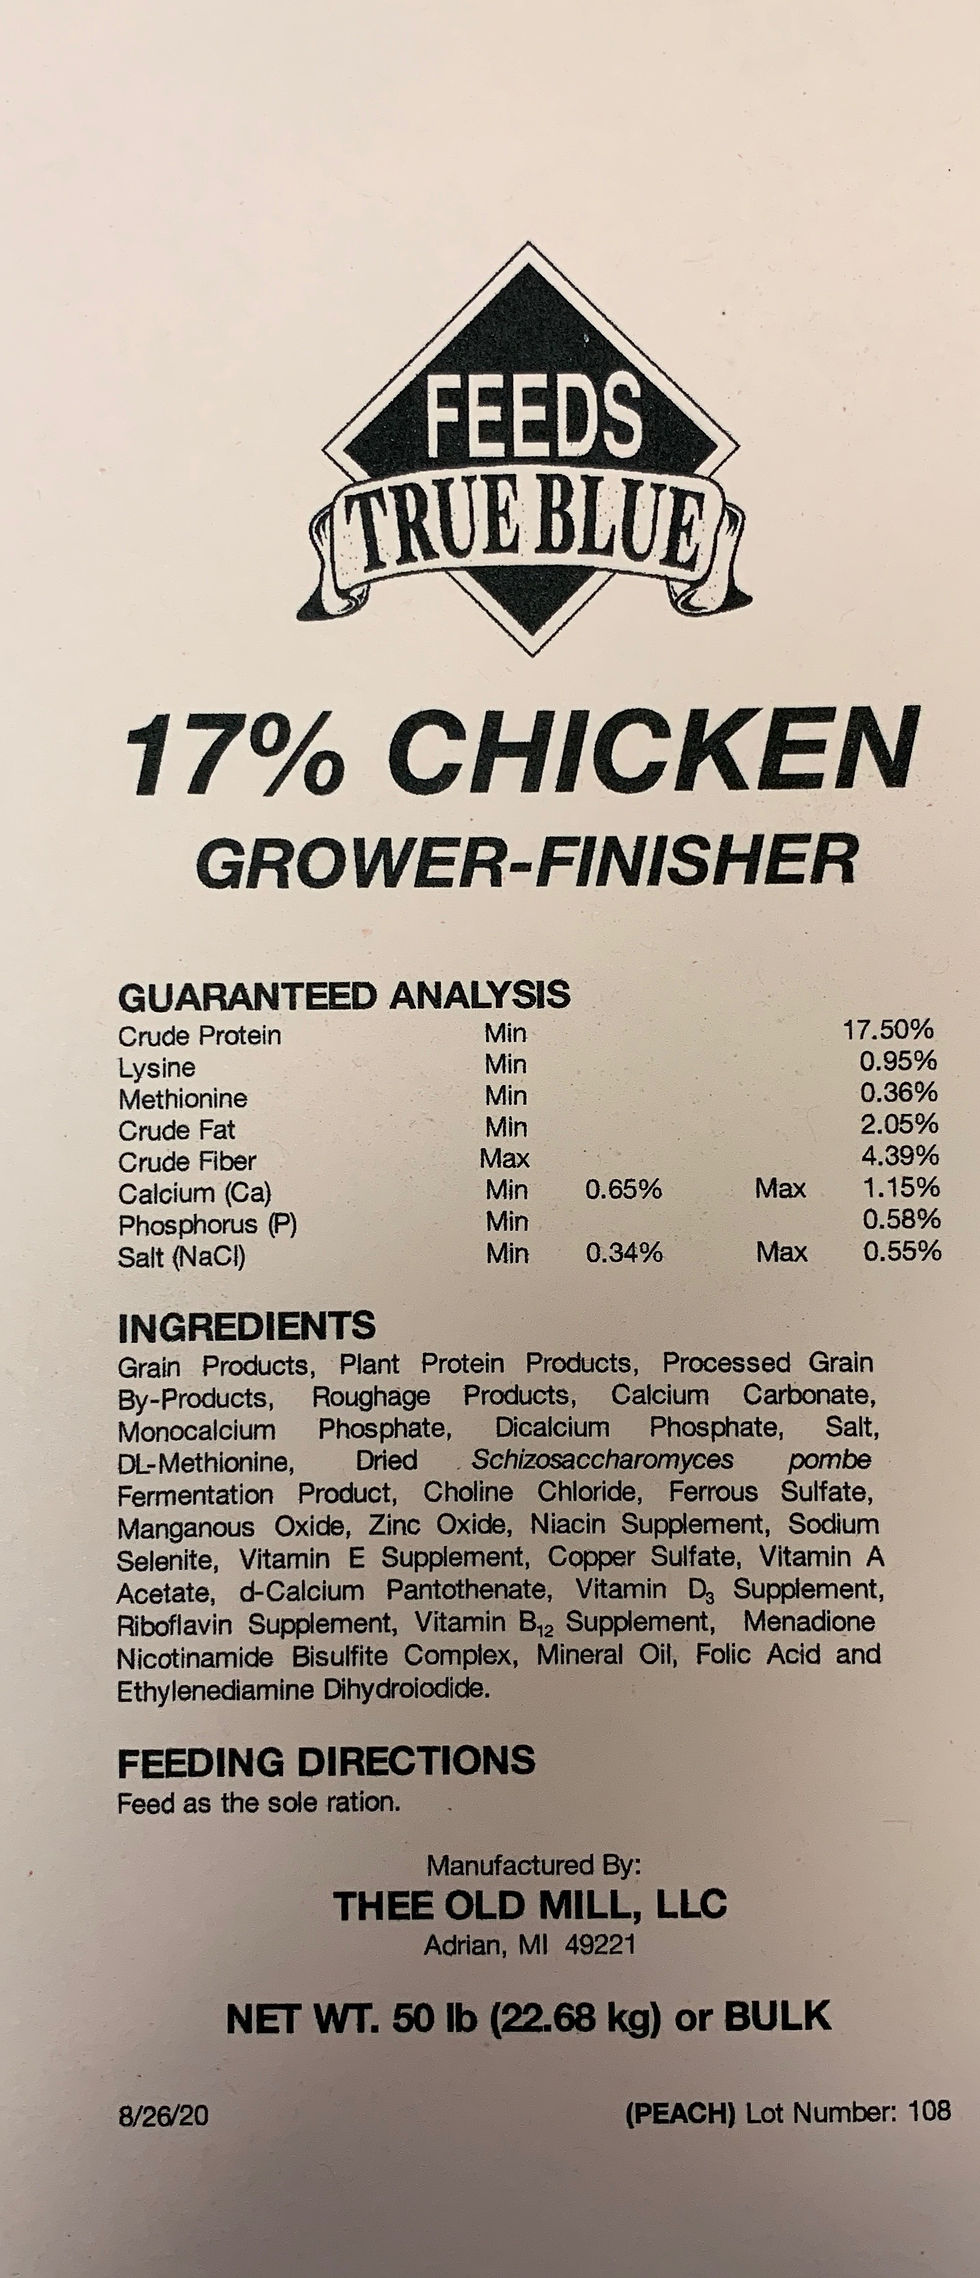 FEEDS
TRUE BLUE
17% CHICKEN
GROWER-FINISHER
GUARANTEED ANALYSIS
Crude Protein Min 17.50%
Lysine Min 0.95%
Methionine Min 0.36%
Crude Fat Min 2.05%
Crude Fiber Max 4.39%
Calcium (Ca) Min 0.65% Max 1.15%
Phosphorus (P) Min 0.58%
Salt (NaCl) Min 0.34% Max 0.55%
INGREDIENTS
Grain Products, Plant Protein Products, Processed Grain
By-Products, Roughage Products, Calcium Carbonate,
Monocalcium Phosphate, Dicalcium Phosphate, Salt,
DL-Methionine, Dried Schizosaccharomyces pombe
Fermentation Product, Choline Chloride, Ferrous Sulfate,
Manganous Oxide, Zinc Oxide, Niacin Supplement, Sodium
Selenite, Vitamin E Supplement, Copper Sulfate, Vitamin A
Acetate, d-Calcium Pantothenate, Vitamin D₃ Supplement,
Riboflavin Supplement, Vitamin B₁₂ Supplement, Menadione
Nicotinamide Bisulfite Complex, Mineral Oil, Folic Acid and
Ethylenediamine Dihydroiodide.
FEEDING DIRECTIONS
Feed as the sole ration.
Manufactured By:
THEE OLD MILL, LLC
Adrian, MI 49221
NET WT. 50 lb (22.68 kg) or BULK
8/26/20 (PEACH) Lot Number: 108